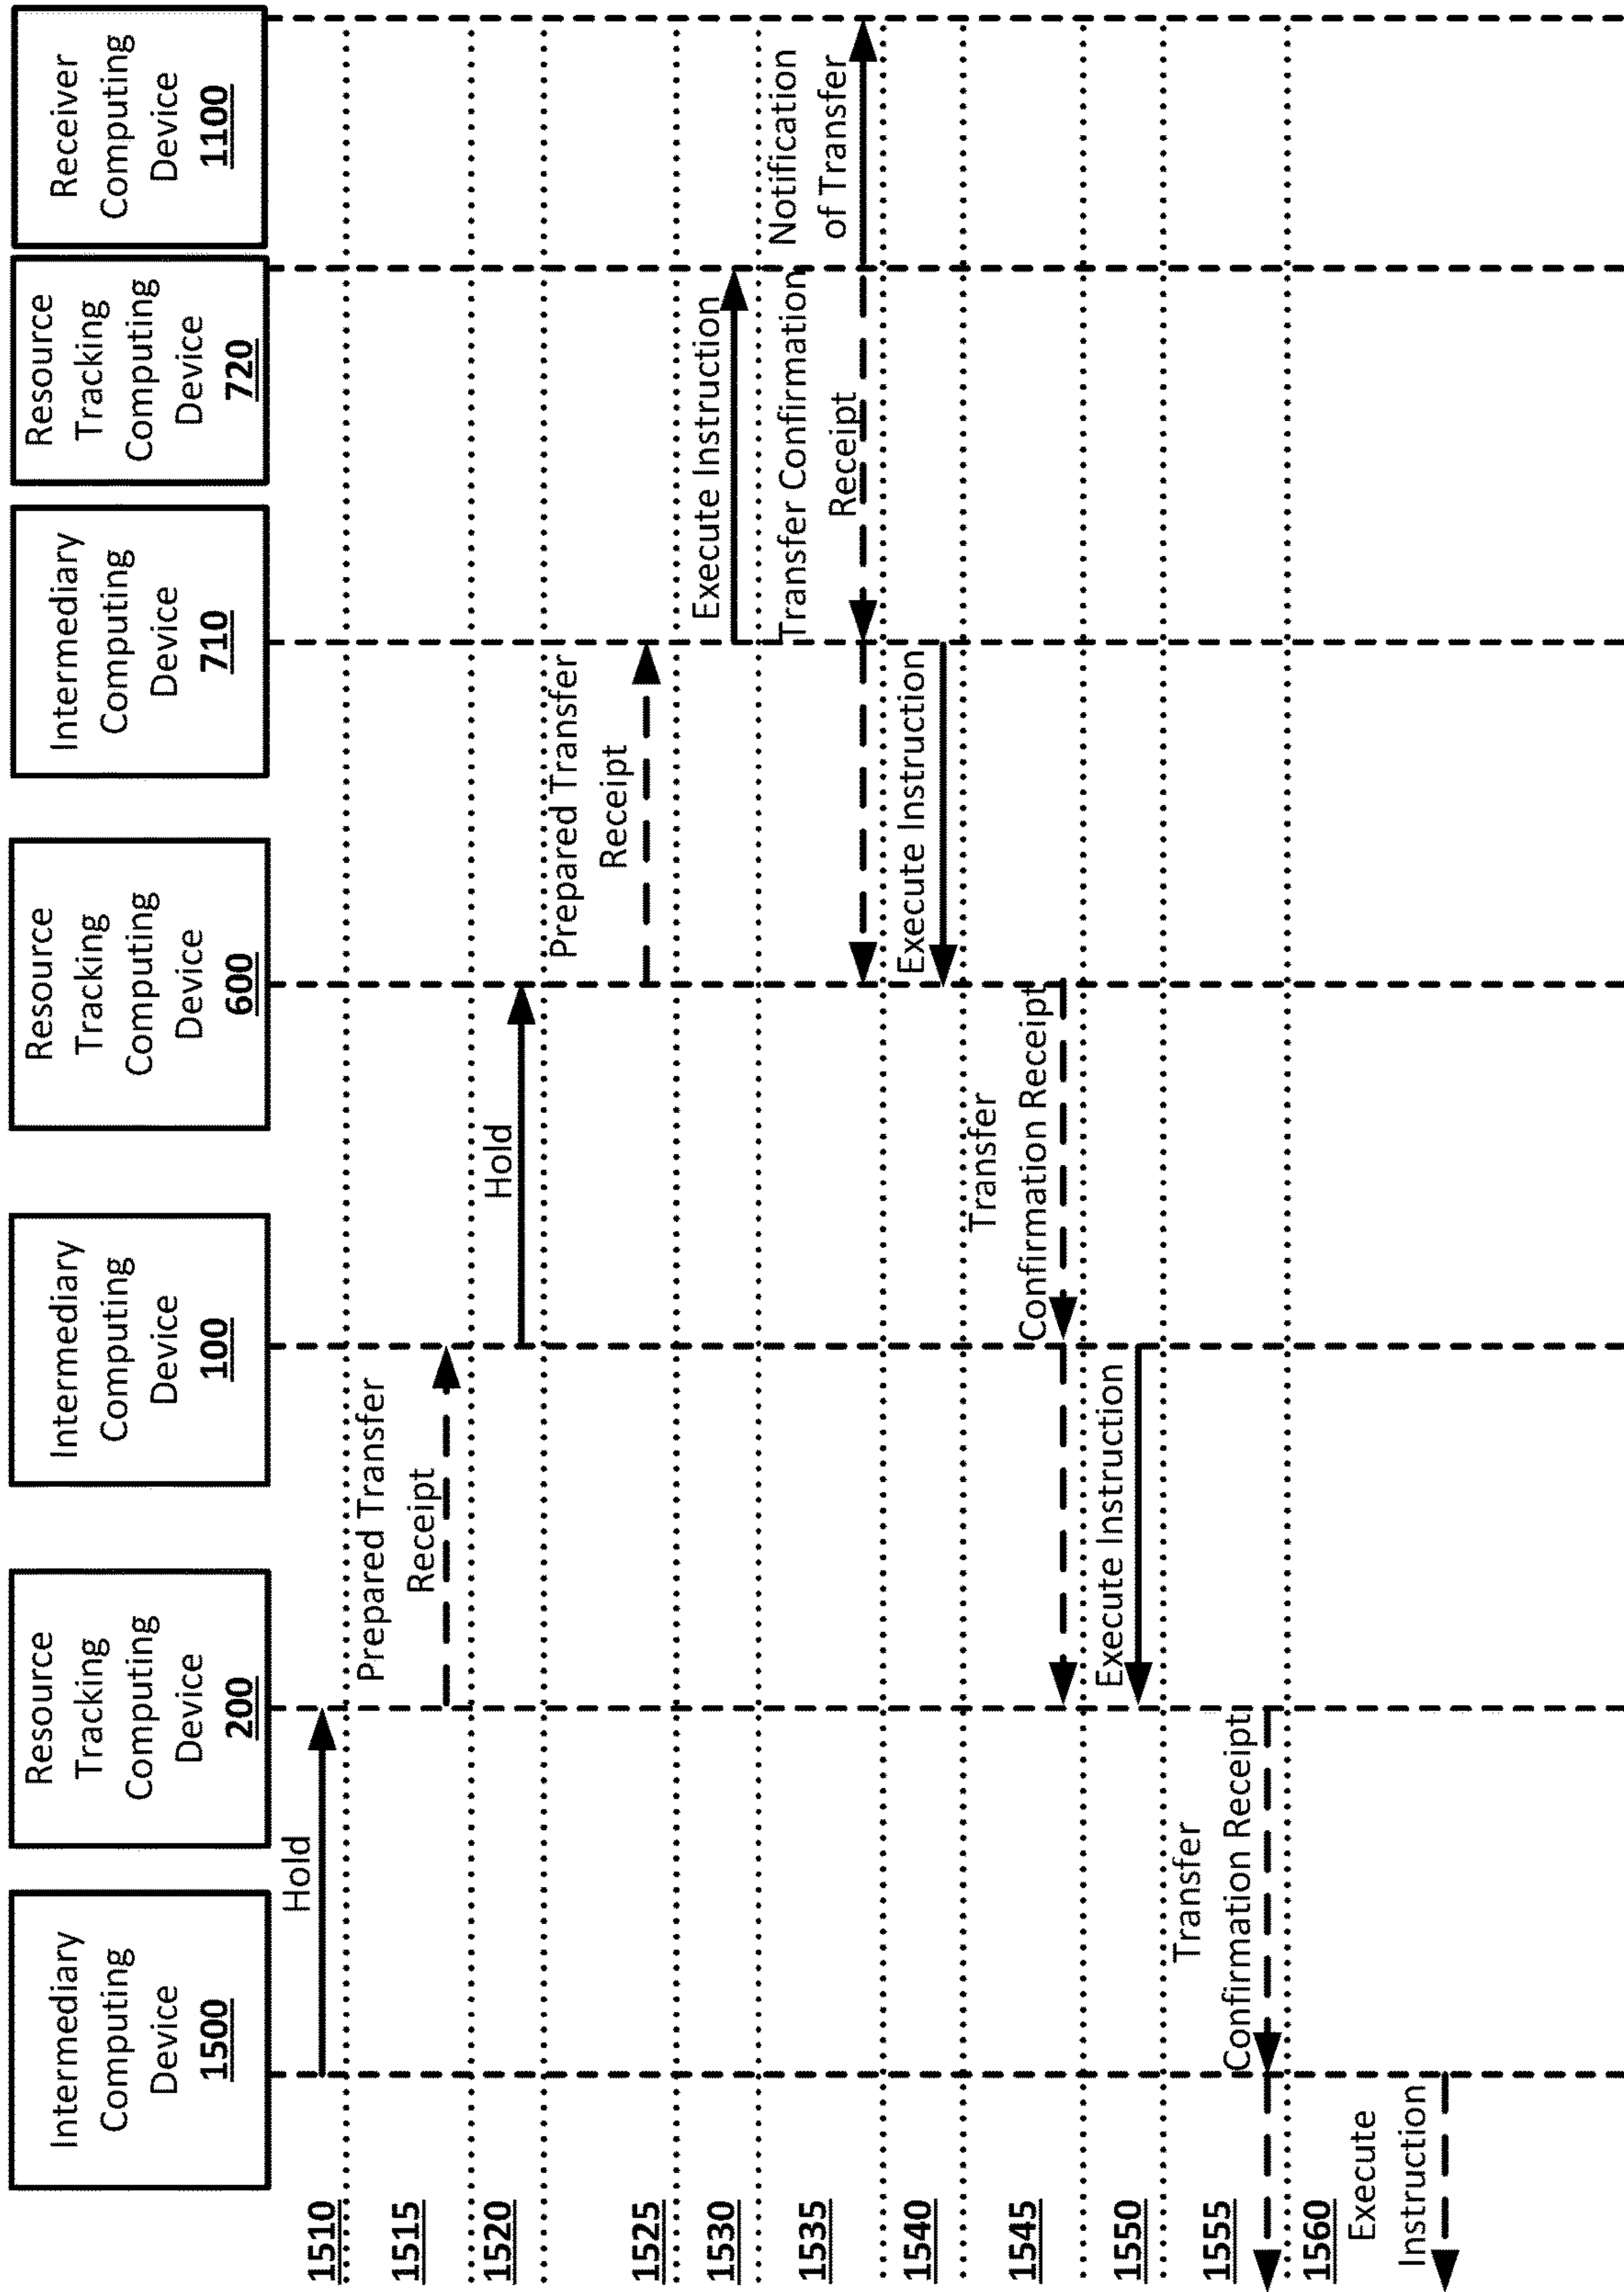 Intermediary
Computing
Device
1500
Resource
Tracking
Computing
Device
200
Intermediary
Computing
Device
100
Resource
Tracking
Computing
Device
600
Intermediary
Computing
Device
710
Resource
Tracking
Computing
Device
720
Receiver
Computing
Device
1100
1510
Hold
1515
Prepared Transfer
Receipt
1520
Hold
1525
Prepared Transfer
Receipt
1530
Execute Instruction
1535
Transfer Confirmation
Receipt
Notification
of Transfer
1540
Execute Instruction
1545
Transfer
Confirmation Receipt
1550
Execute Instruction
1555
Transfer
Confirmation Receipt
1560
Execute
Instruction